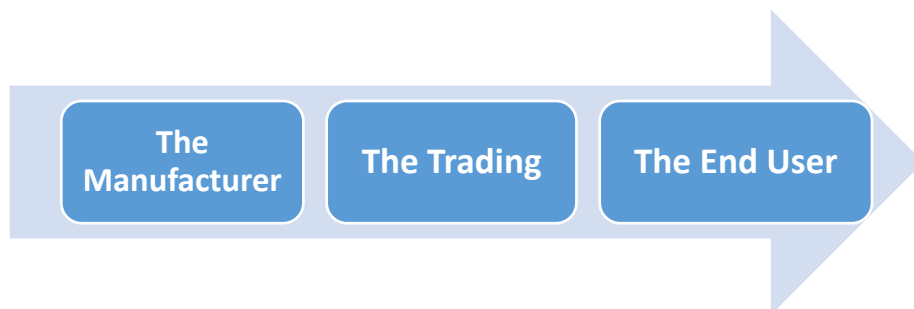 The
Manufacturer
The Trading
The End User